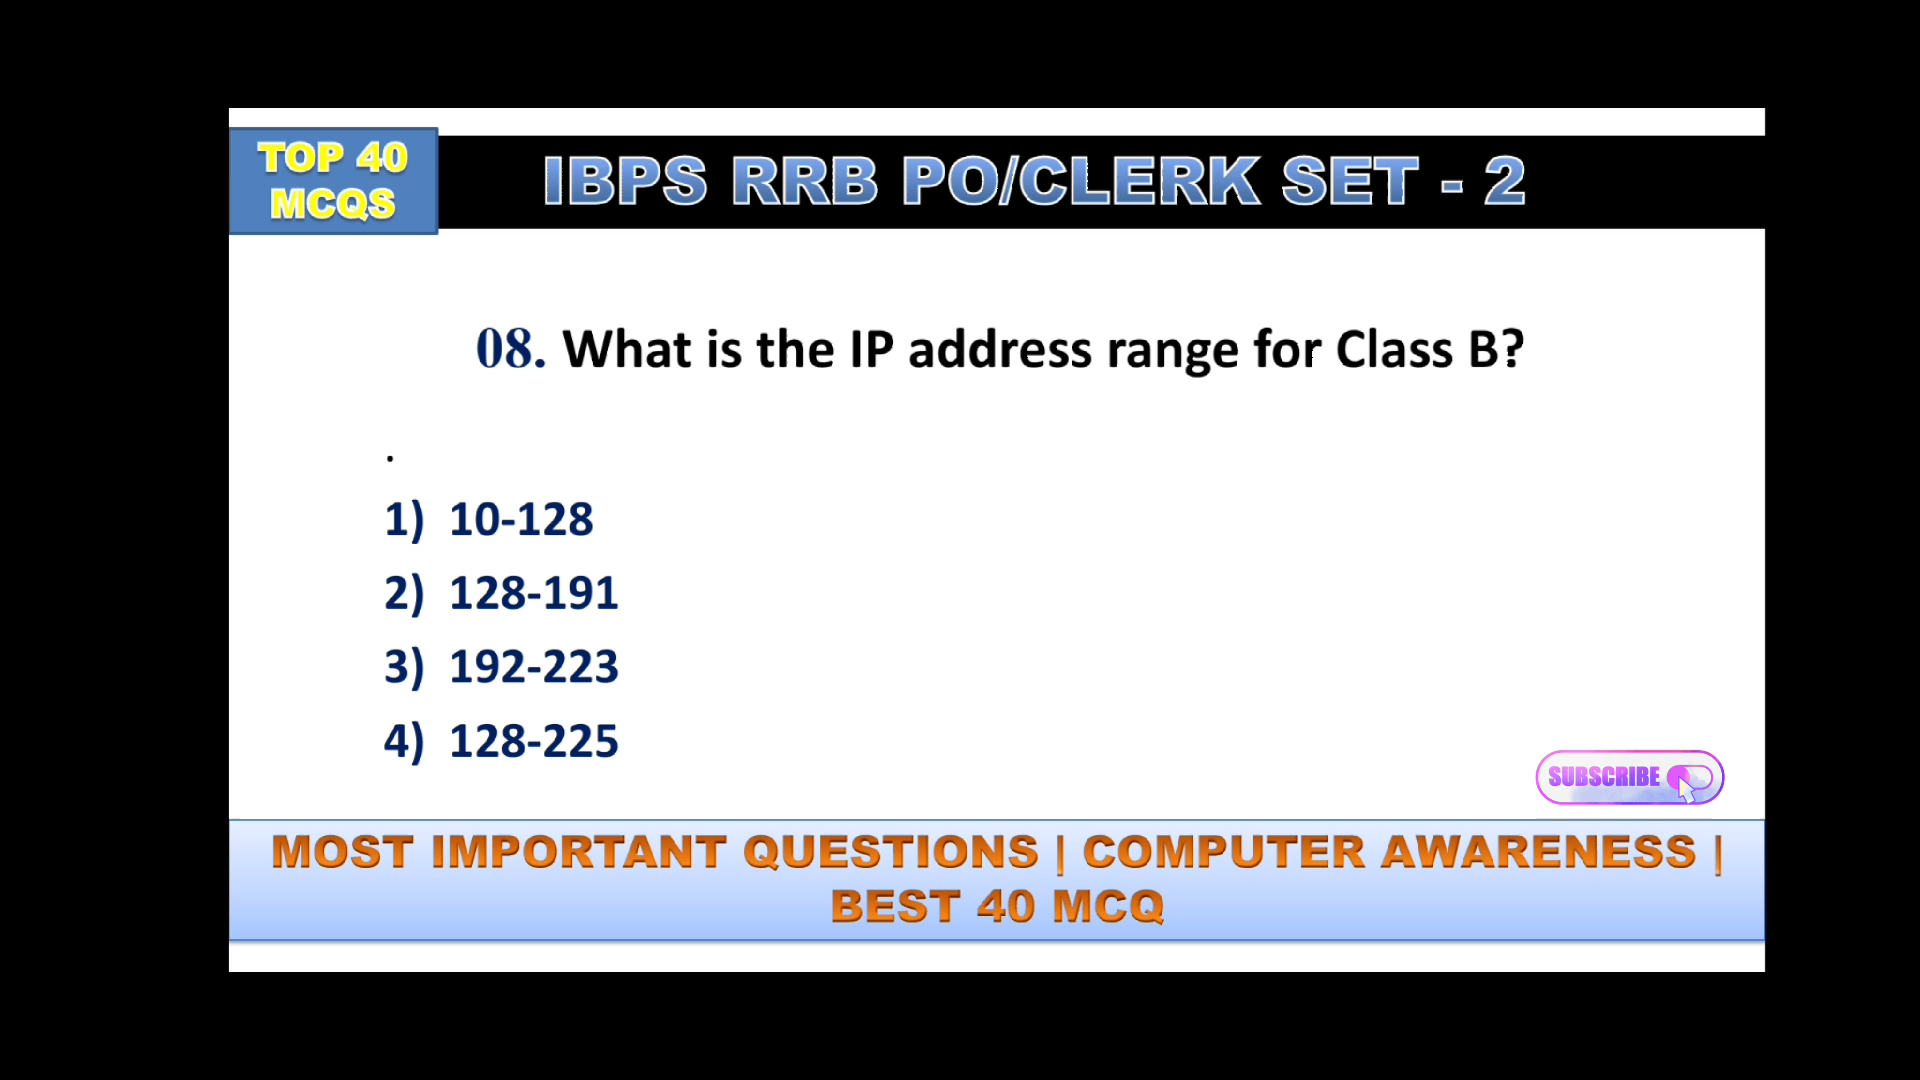 TOP 40
MCQS
IBPS RRB PO/CLERK SET - 2
08. What is the IP address range for Class B?
.
1) 10-128
2) 128-191
3) 192-223
4) 128-225
SUBSCRIBE
MOST IMPORTANT QUESTIONS | COMPUTER AWARENESS |
BEST 40 MCQ